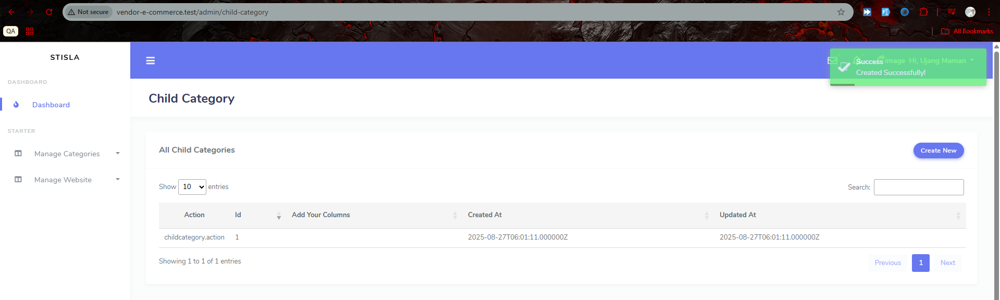 Not secure
vendor-e-commerce.test/admin/child-category
QA
All Bookmarks
STISLA
image Hi, Ujang Maman
Success
Created Successfully!
DASHBOARD
Dashboard
STARTER
Manage Categories
Manage Website
Child Category
All Child Categories
Create New
Show 10 entries
Search:
Action Id Add Your Columns Created At Updated At
childcategory.action 1 2025-08-27T06:01:11.000000Z 2025-08-27T06:01:11.000000Z
Showing 1 to 1 of 1 entries
Previous 1 Next